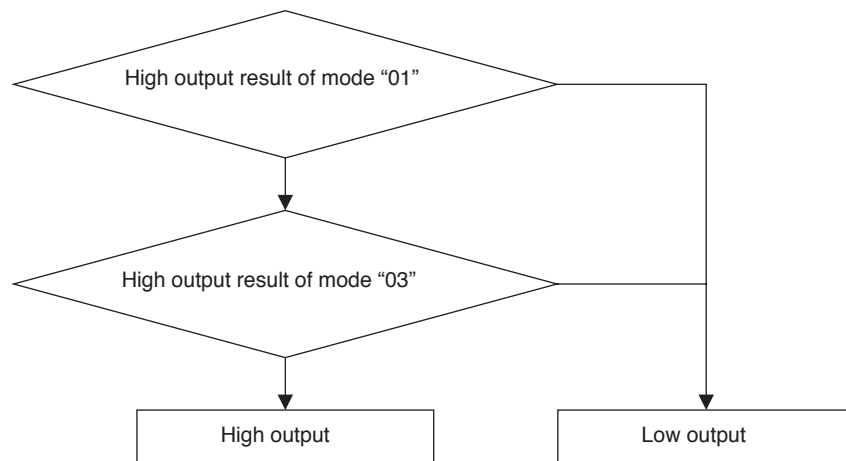 High output result of mode “01”
High output result of mode “03”
High output
Low output